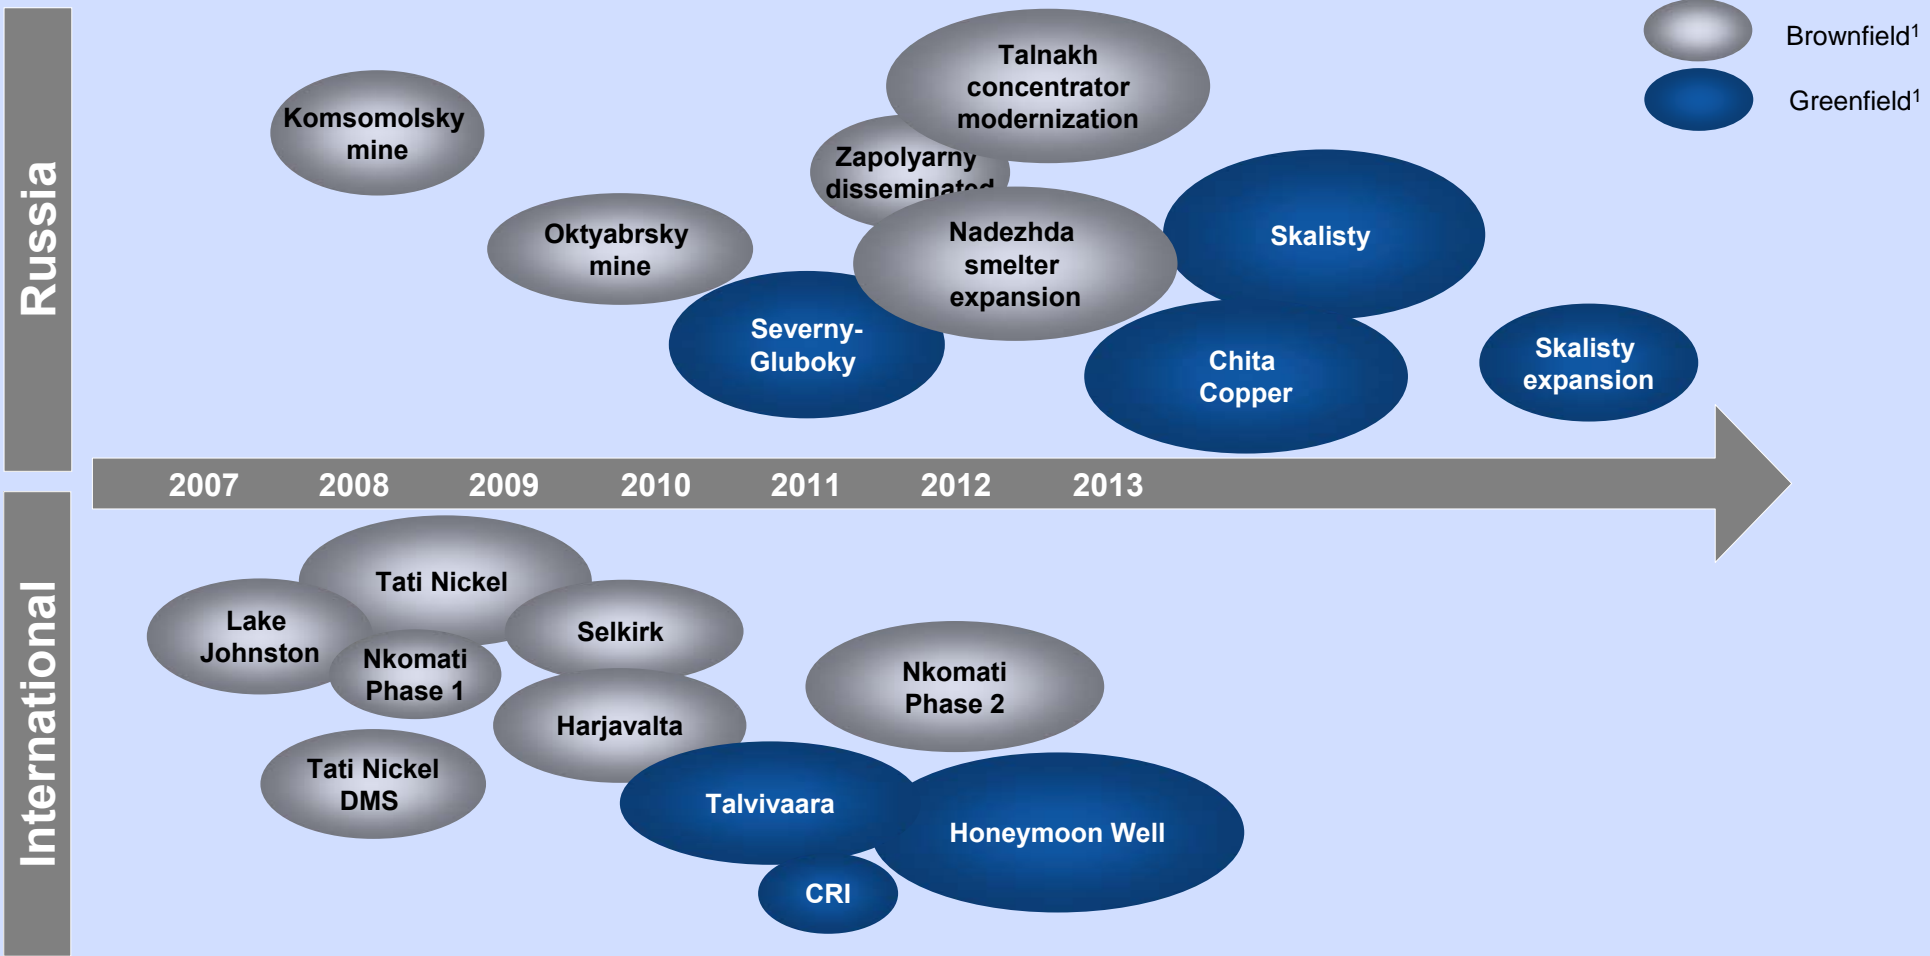 Russia
Brownfield¹
Greenfield¹
Talnakh
concentrator
modernization
Komsomolsky
mine
Zapolyarny
disseminated
Oktyabrsky
mine
Nadezhda
smelter
expansion
Skalisty
Severny-
Gluboky
Chita
Copper
Skalisty
expansion
2007 2008 2009 2010 2011 2012 2013
International
Tati Nickel
Lake
Johnston
Nkomati
Phase 1
Selkirk
Nkomati
Phase 2
Harjavalta
Tati Nickel
DMS
Talvivaara
Honeymoon Well
CRI